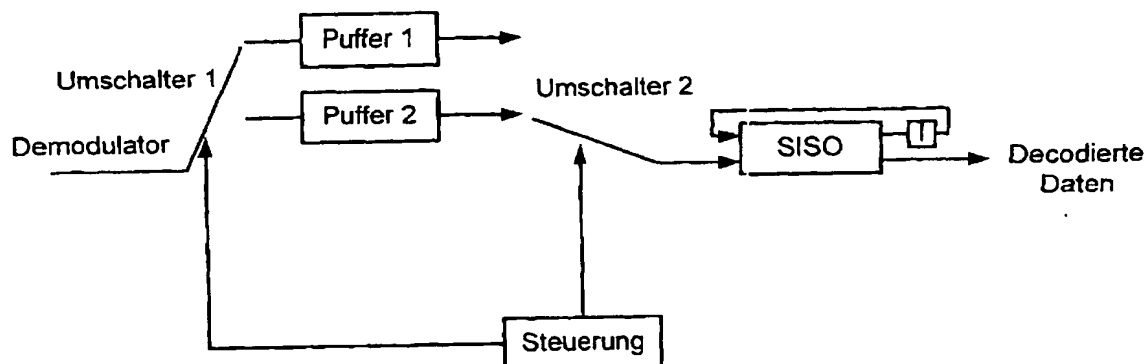 Puffer 1
Umschalter 1
Umschalter 2
Puffer 2
Demodulator
SISO
I
Decodierte
Daten
Steuerung